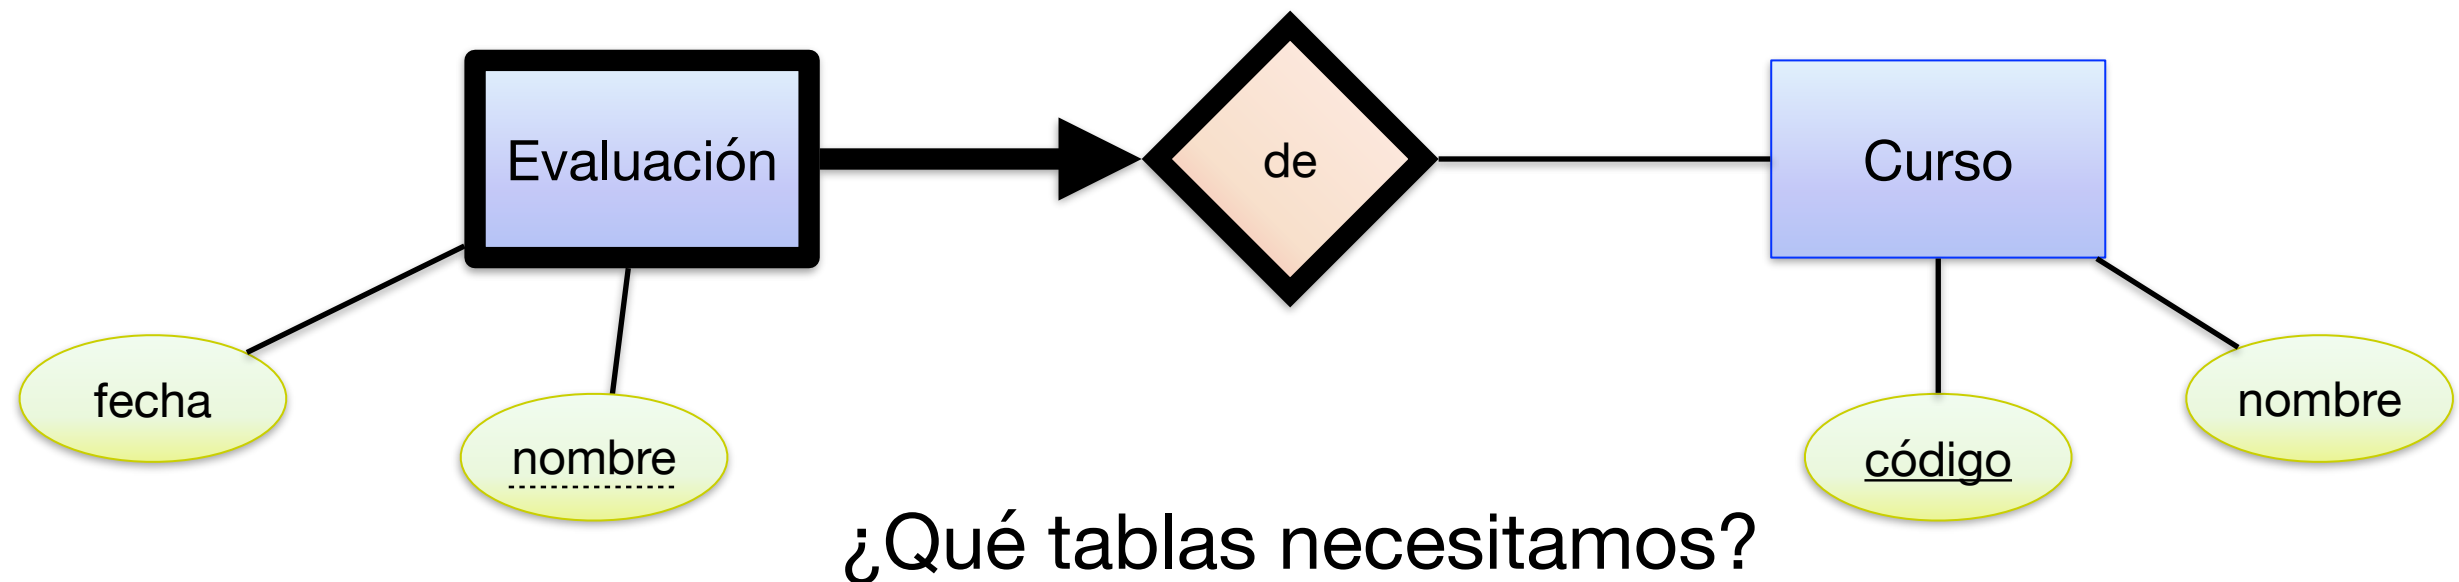 Evaluación
de
Curso
fecha
nombre
código
nombre
¿Qué tablas necesitamos?